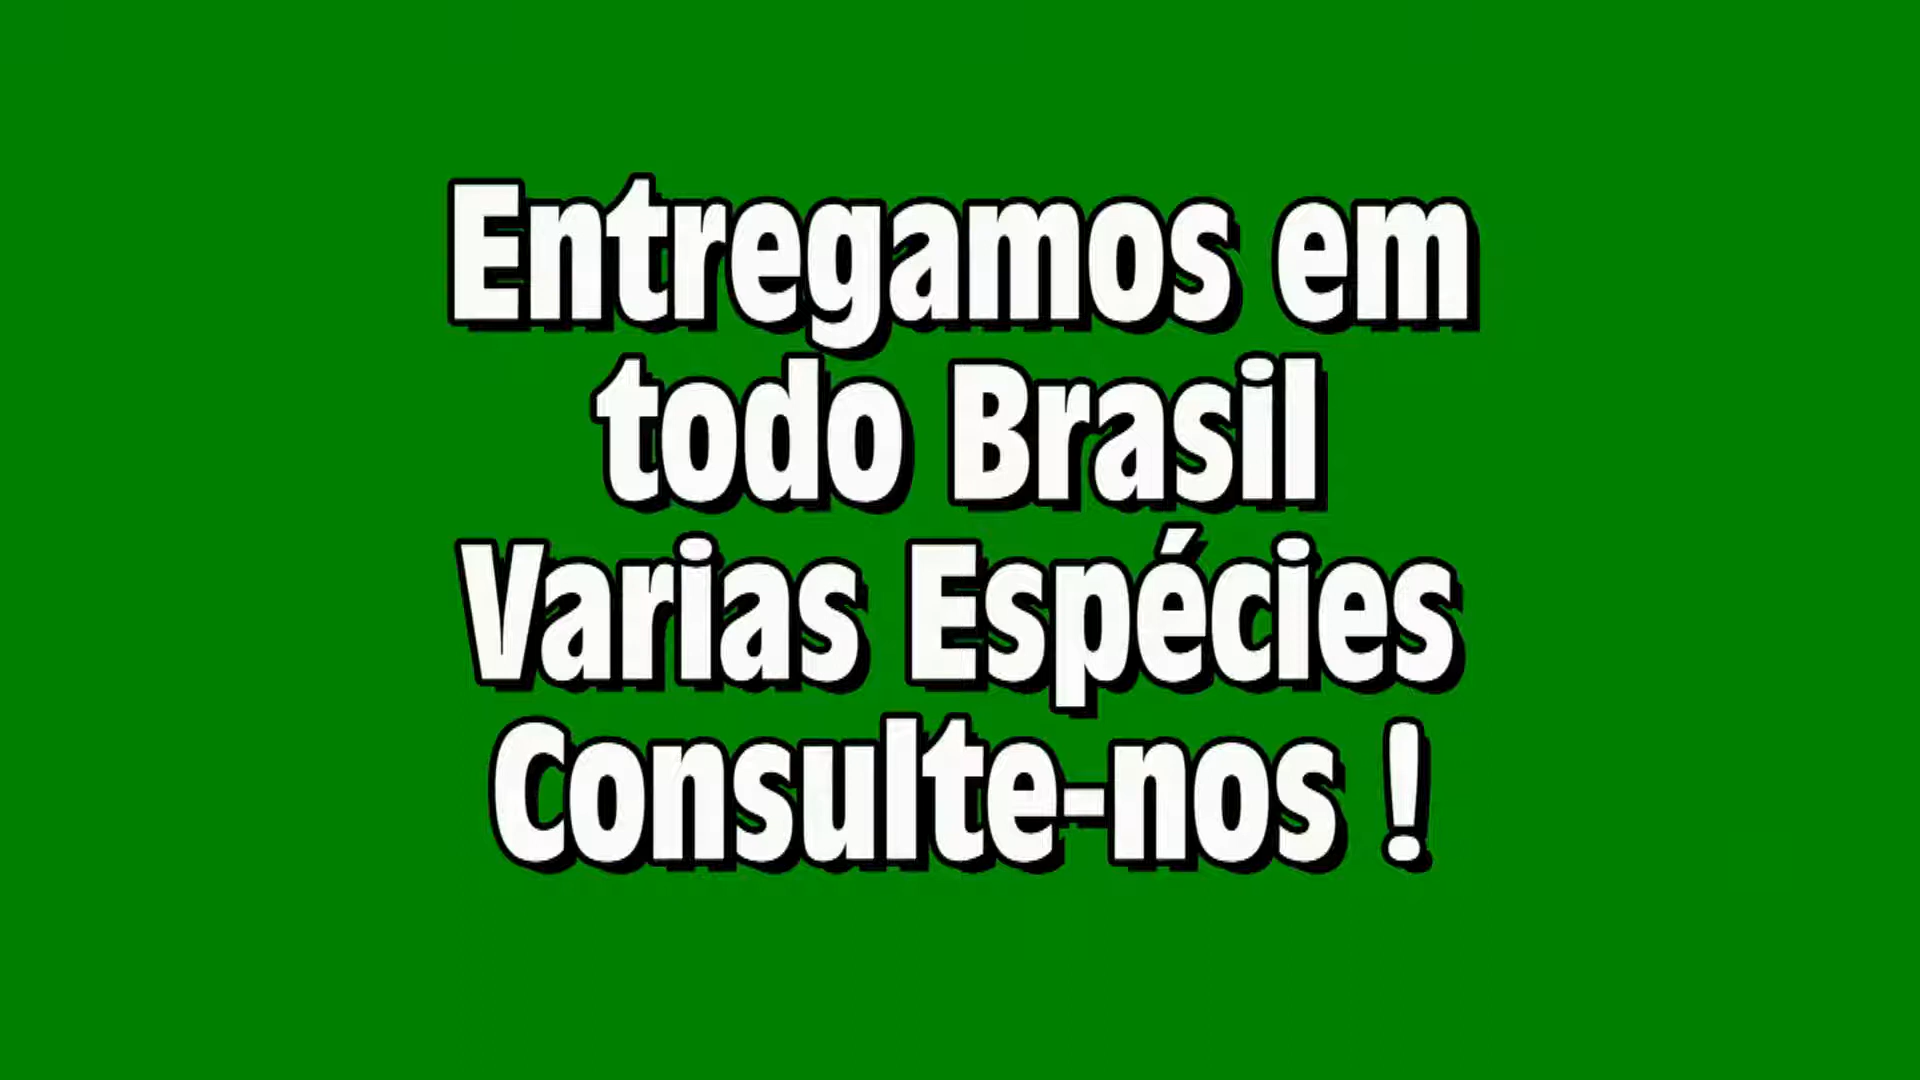 Entregamos em
todo Brasil
Varias Espécies
Consulte-nos !